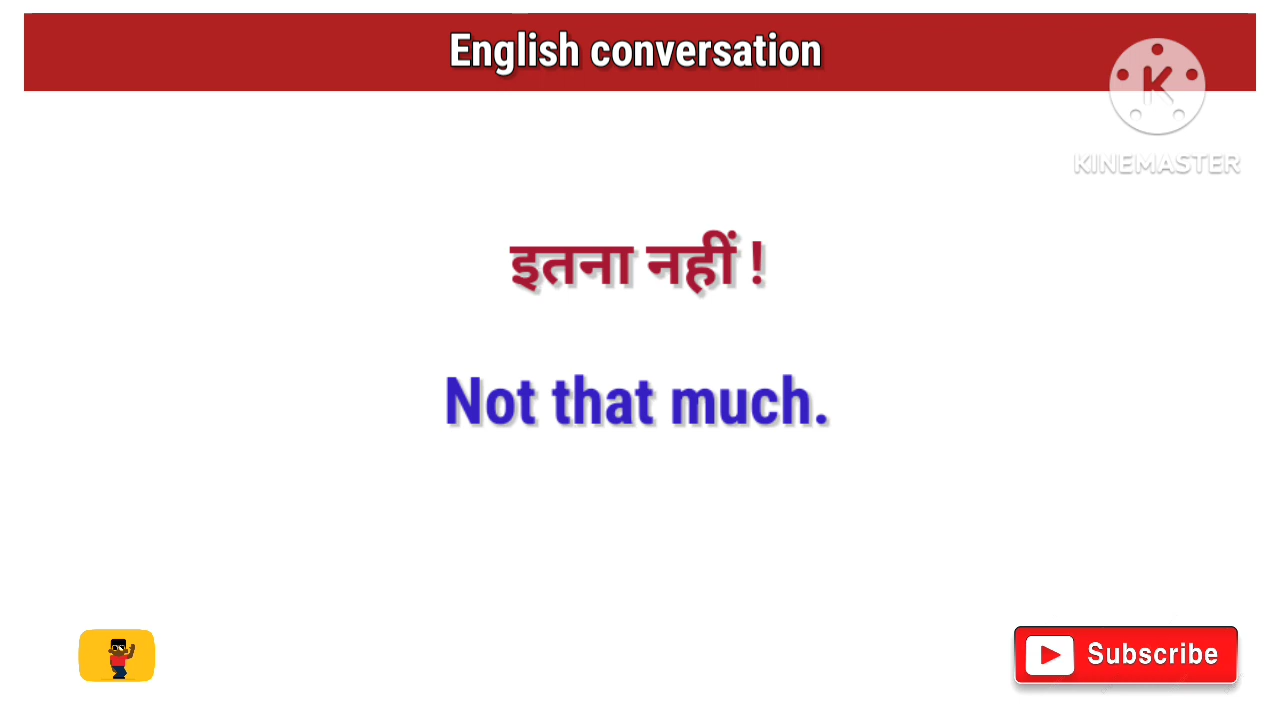 English conversation
K
KINEMASTER
इतना नहीं !
Not that much.
Subscribe